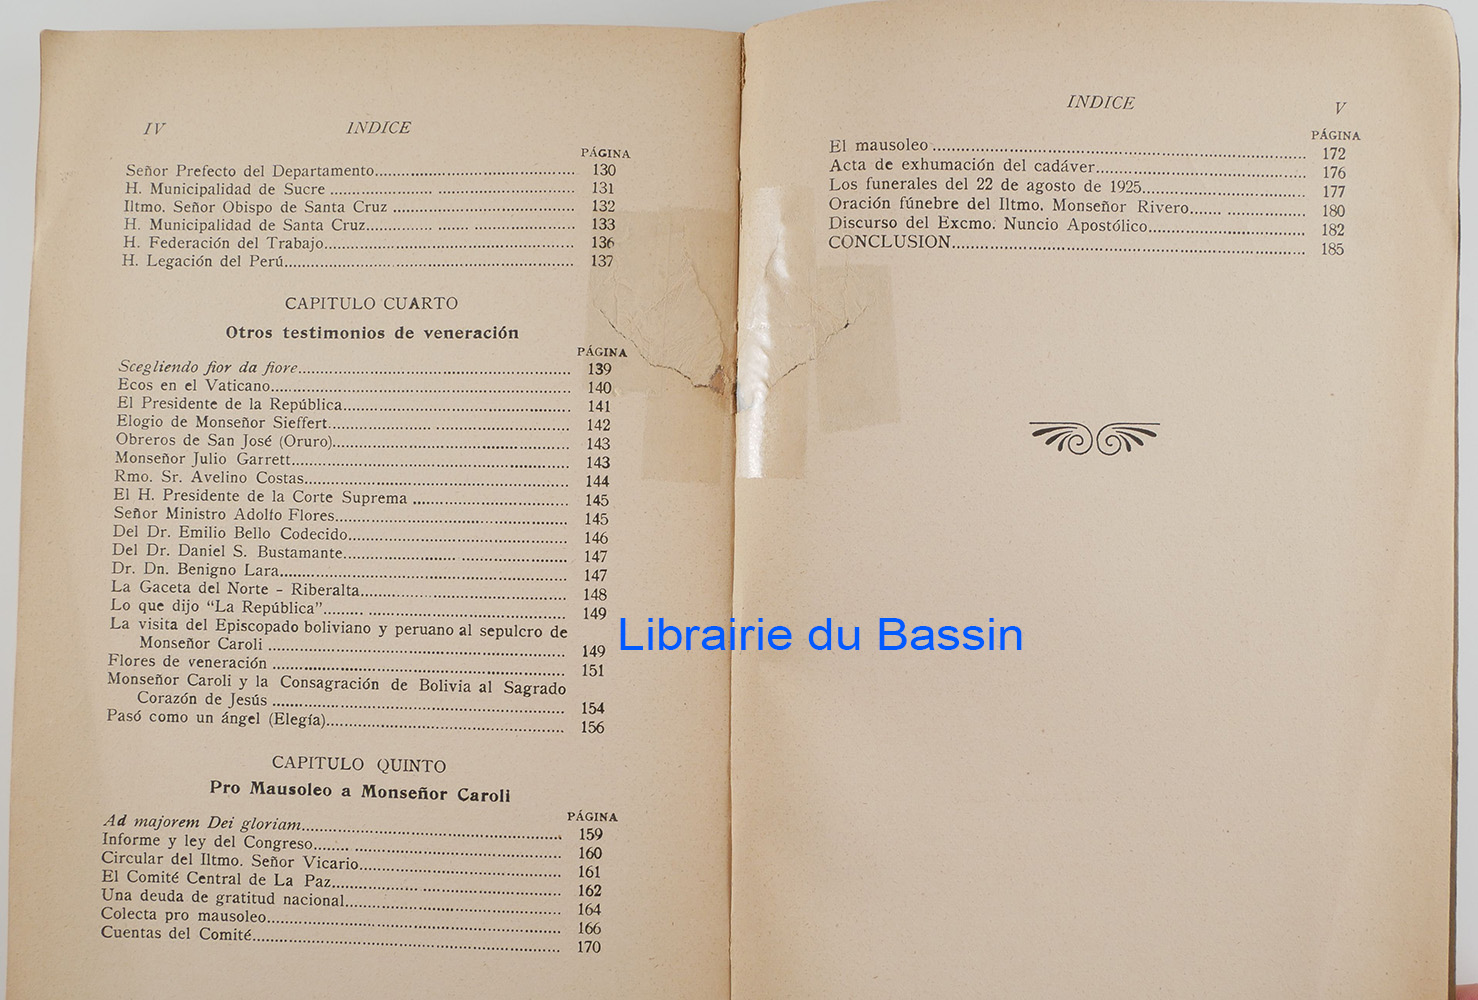 IV INDICE
PÁGINA
Señor Prefecto del Departamento........ 130
H. Municipalidad de Sucre ........ 131
Iltmo. Señor Obispo de Santa Cruz ........ 132
H. Municipalidad de Santa Cruz........ 133
H. Federación del Trabajo........ 136
H. Legación del Perú........ 137
CAPITULO CUARTO
Otros testimonios de veneración
PÁGINA
Scegliendo fior da fiore........ 139
Ecos en el Vaticano........ 140
El Presidente de la República........ 141
Elogio de Monseñor Sieffert........ 142
Obreros de San José (Oruro)........ 143
Monseñor Julio Garrett........ 143
Rmo. Sr. Avelino Costas........ 144
El H. Presidente de la Corte Suprema ........ 145
Señor Ministro Adolfo Flores........ 145
Del Dr. Emilio Bello Codecido........ 146
Del Dr. Daniel S. Bustamante........ 147
Dr. Dn. Benigno Lara........ 147
La Gaceta del Norte - Riberalta........ 148
Lo que dijo “La República”........ 149
La visita del Episcopado boliviano y peruano al sepulcro de
Monseñor Caroli ........ 149
Flores de veneración ........ 151
Monseñor Caroli y la Consagración de Bolivia al Sagrado
Corazón de Jesús ........ 154
Pasó como un ángel (Elegía)........ 156
CAPITULO QUINTO
Pro Mausoleo a Monseñor Caroli
PÁGINA
Ad majorem Dei gloriam........ 159
Informe y ley del Congreso........ 160
Circular del Iltmo. Señor Vicario........ 161
El Comité Central de La Paz........ 162
Una deuda de gratitud nacional........ 164
Colecta pro mausoleo........ 166
Cuentas del Comité........ 170
INDICE V
PÁGINA
El mausoleo ........ 172
Acta de exhumación del cadáver........ 176
Los funerales del 22 de agosto de 1925........ 177
Oración fúnebre del Iltmo. Monseñor Rivero........ 180
Discurso del Excmo. Nuncio Apostólico........ 182
CONCLUSION........ 185
Librairie du Bassin